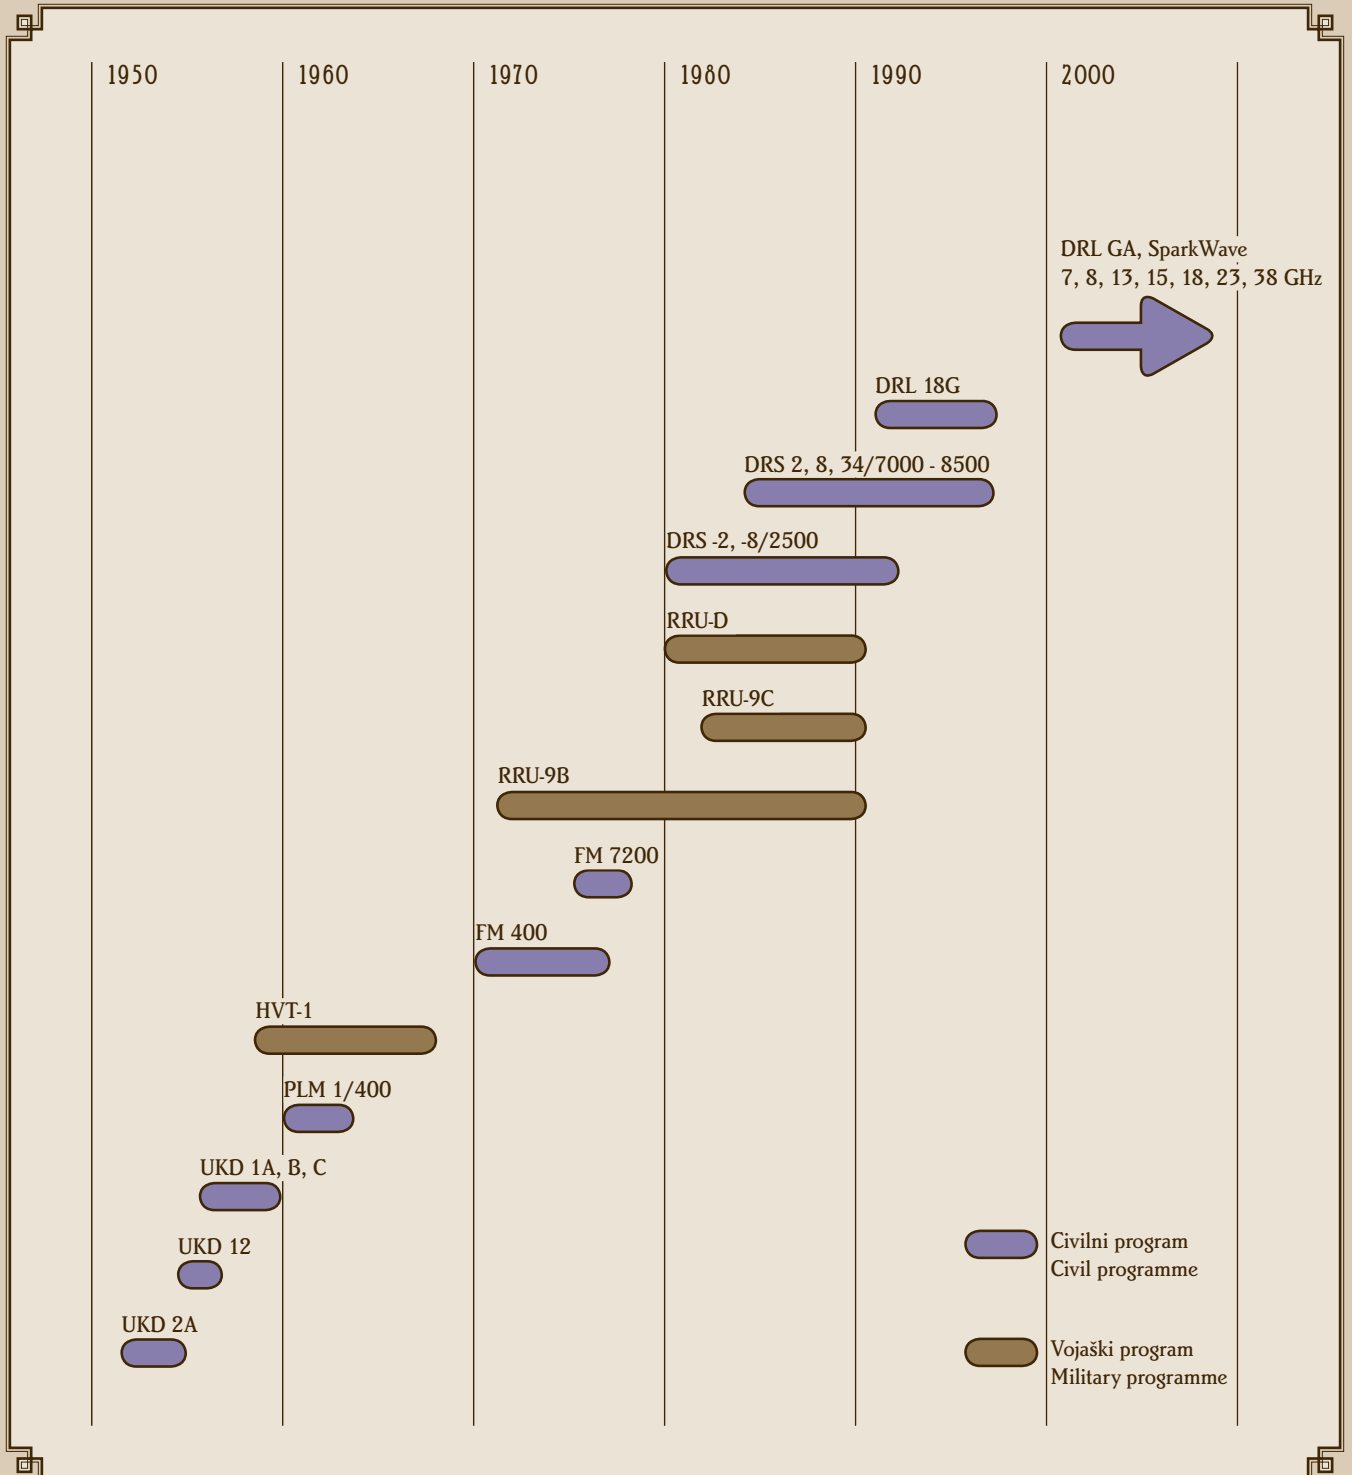 1950 1960 1970 1980 1990 2000
DRL GA, SparkWave
7, 8, 13, 15, 18, 23, 38 GHz
DRL 18G
DRS 2, 8, 34/7000 - 8500
DRS -2, -8/2500
RRU-D
RRU-9C
RRU-9B
FM 7200
FM 400
HVT-1
PLM 1/400
UKD 1A, B, C
UKD 12
UKD 2A
Civilni program
Civil programme
Vojaški program
Military programme